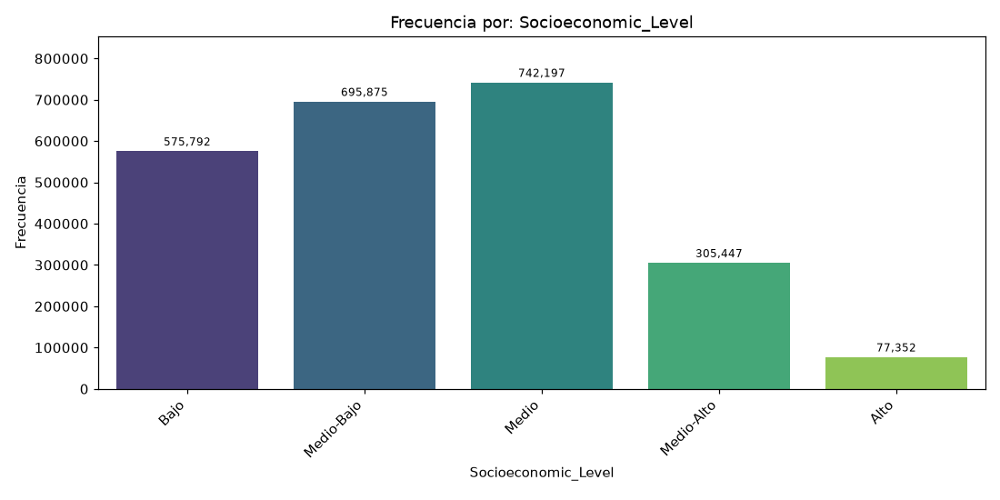 Frecuencia por: Socioeconomic_Level
Frecuencia
800000
700000
600000
500000
400000
300000
200000
100000
0
575,792
695,875
742,197
305,447
77,352
Bajo
Medio-Bajo
Medio
Medio-Alto
Alto
Socioeconomic_Level